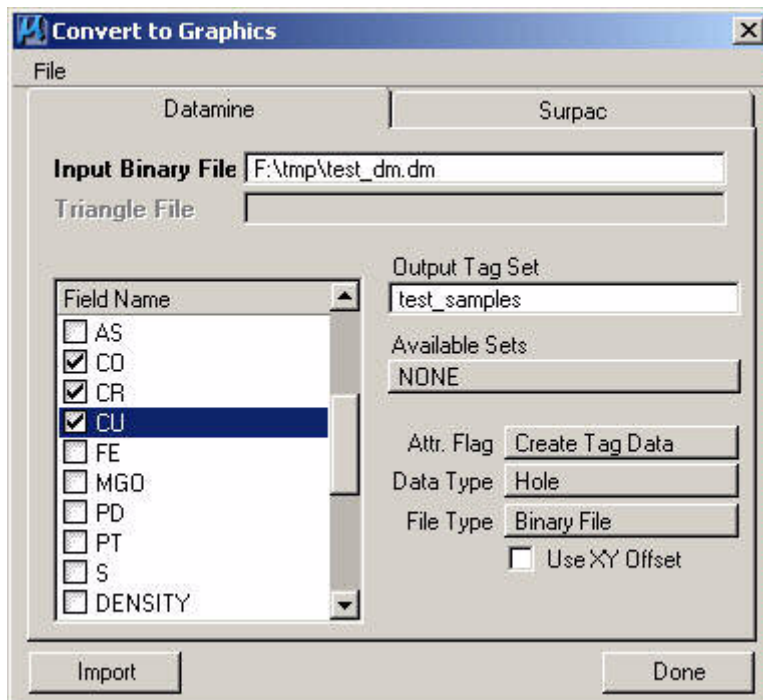 Convert to Graphics
File
Datamine
Surpac
Input Binary File F:\tmp\test_dm.dm
Triangle File
Field Name
AS
CO
CR
CU
FE
MGO
PD
PT
S
DENSITY
Output Tag Set
test_samples
Available Sets
NONE
Attr. Flag Create Tag Data
Data Type Hole
File Type Binary File
Use XY Offset
Import
Done